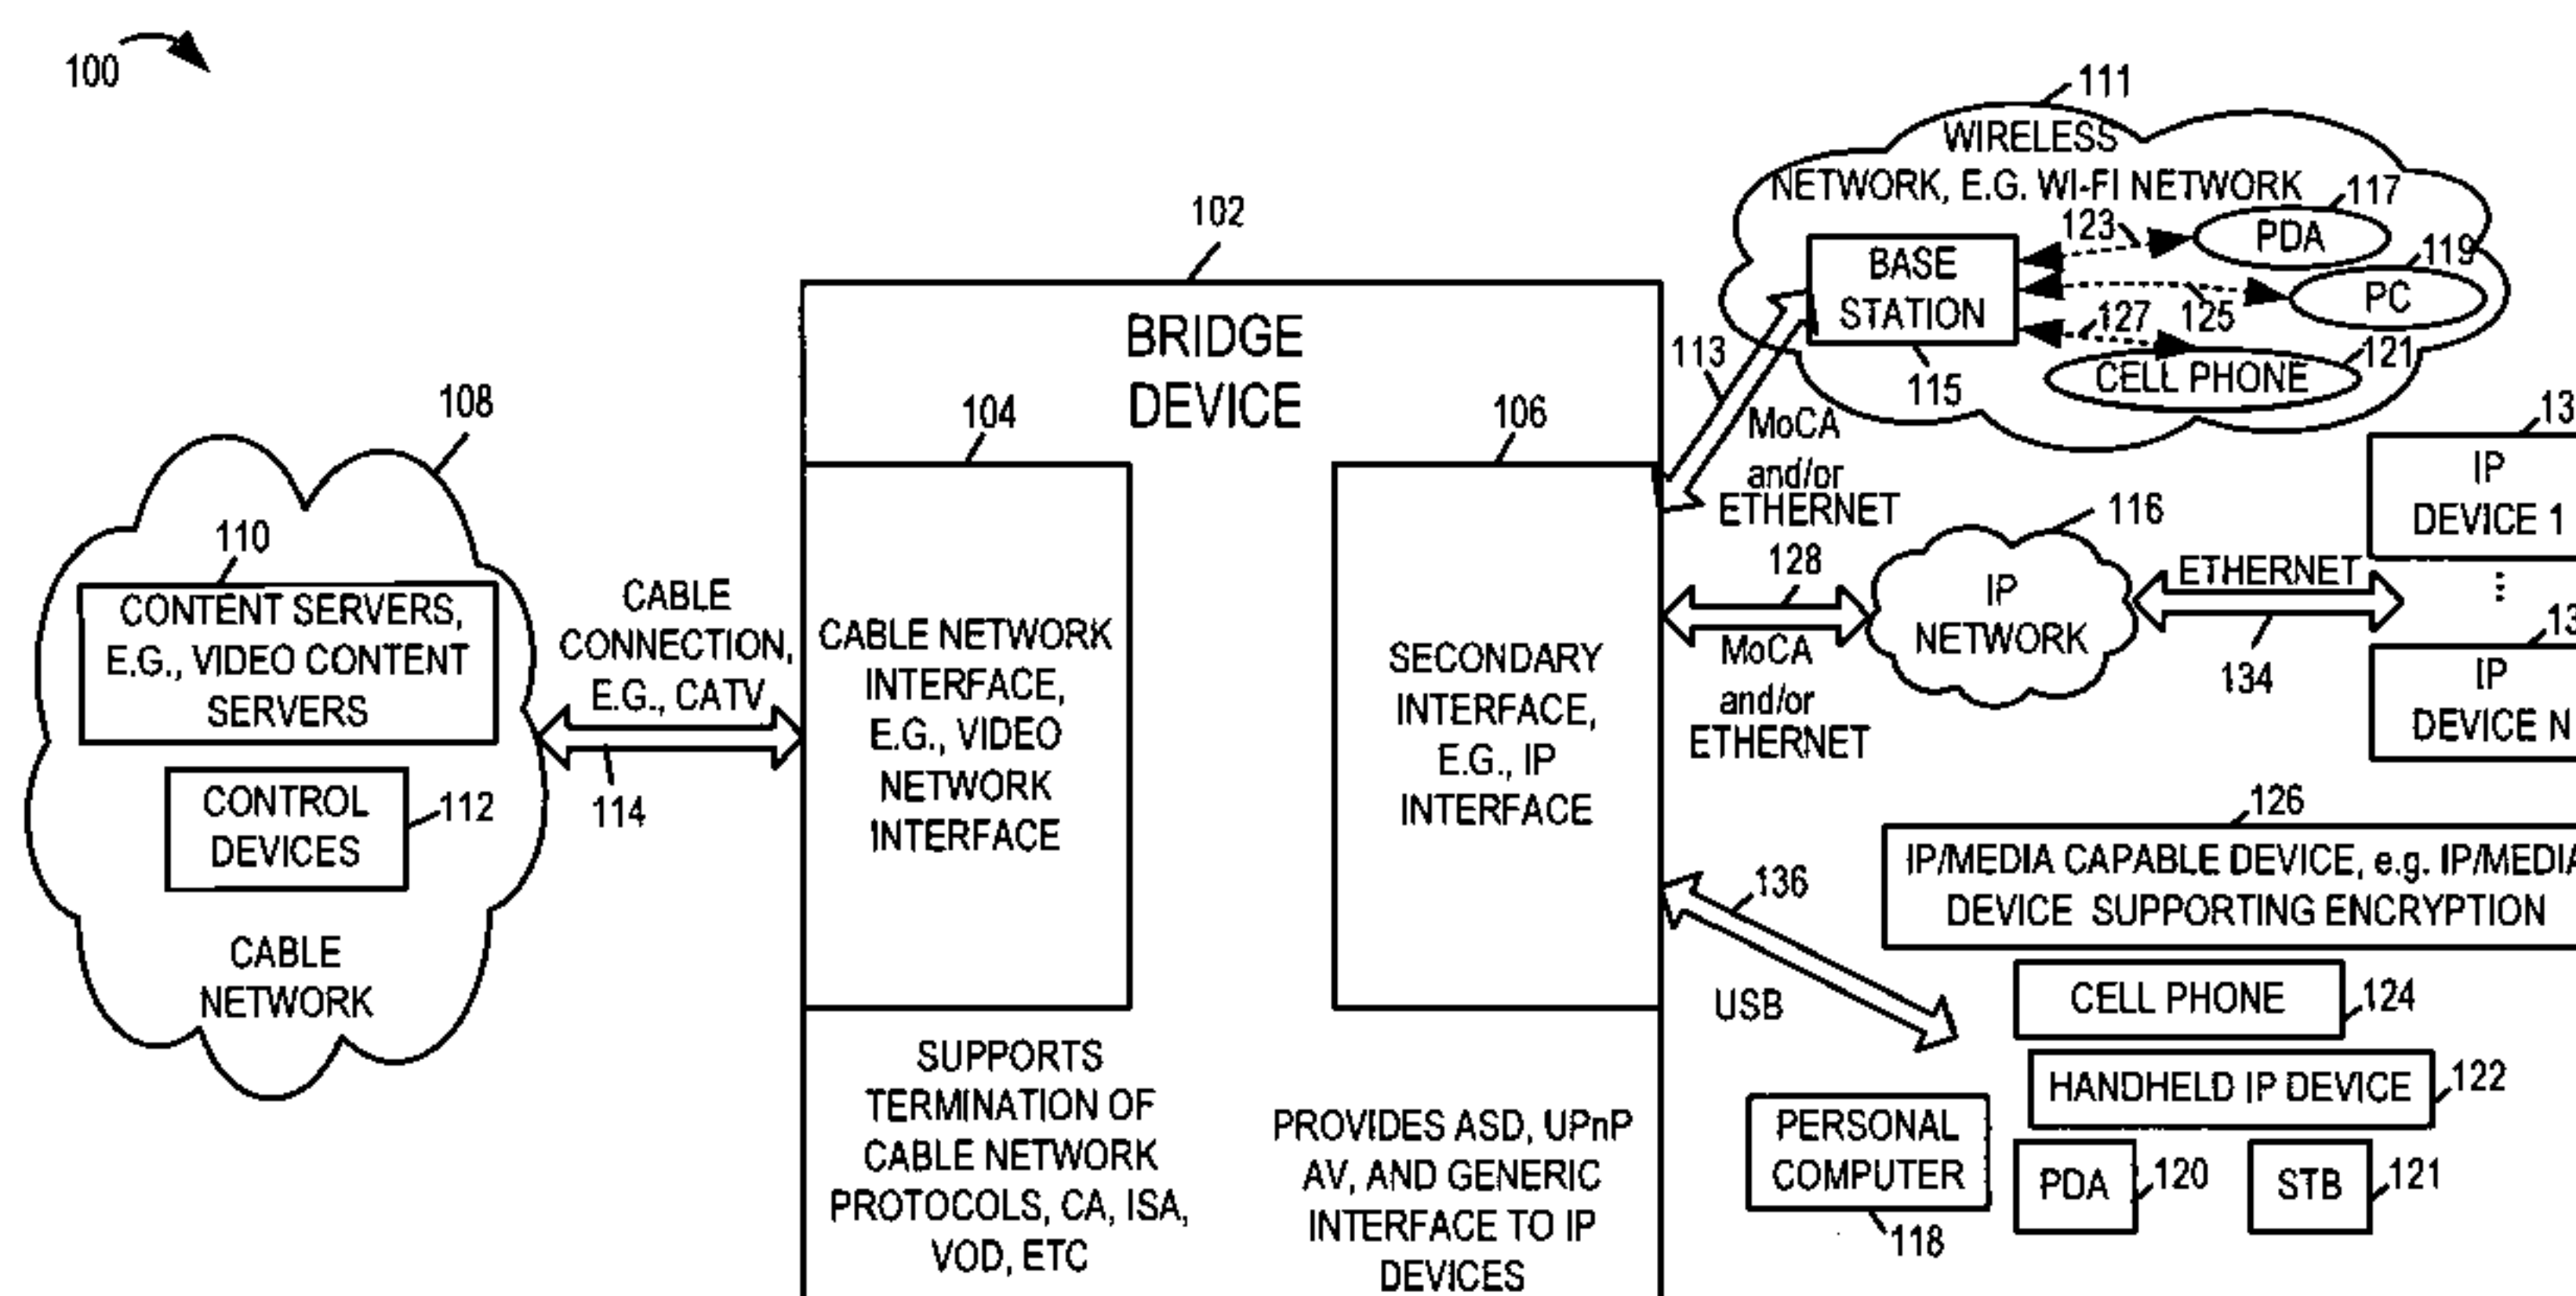 100
102
BRIDGE
DEVICE
104
106
108
110
CONTENT SERVERS,
E.G., VIDEO CONTENT
SERVERS
CONTROL
DEVICES
112
CABLE
NETWORK
CABLE
CONNECTION,
E.G., CATV
114
CABLE NETWORK
INTERFACE,
E.G., VIDEO
NETWORK
INTERFACE
SECONDARY
INTERFACE,
E.G., IP
INTERFACE
SUPPORTS
TERMINATION OF
CABLE NETWORK
PROTOCOLS, CA, ISA,
VOD, ETC
PROVIDES ASD, UPnP
AV, AND GENERIC
INTERFACE TO IP
DEVICES
111
WIRELESS
NETWORK, E.G. WI-FI NETWORK
117
123
PDA
BASE
STATION
119
PC
127
125
121
CELL PHONE
115
113
MoCA
and/or
ETHERNET
116
128
IP
NETWORK
MoCA
and/or
ETHERNET
ETHERNET
134
IP
DEVICE 1
...
IP
DEVICE N
126
IP/MEDIA CAPABLE DEVICE, e.g. IP/MEDIA
DEVICE SUPPORTING ENCRYPTION
136
USB
CELL PHONE
124
HANDHELD IP DEVICE
122
PERSONAL
COMPUTER
118
PDA
120
STB
121